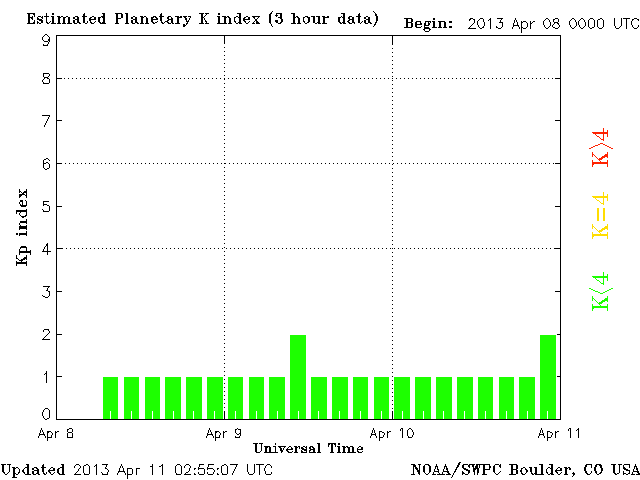 Estimated Planetary K index (3 hour data) Begin: 2013 Apr 08 0000 UTC
9
8
7
6
5
4
3
2
1
0
Kp index
Apr 8 Apr 9 Apr 10 Apr 11
Universal Time
K>4
K=4
K<4
Updated 2013 Apr 11 02:55:07 UTC NOAA/SWPC Boulder, CO USA